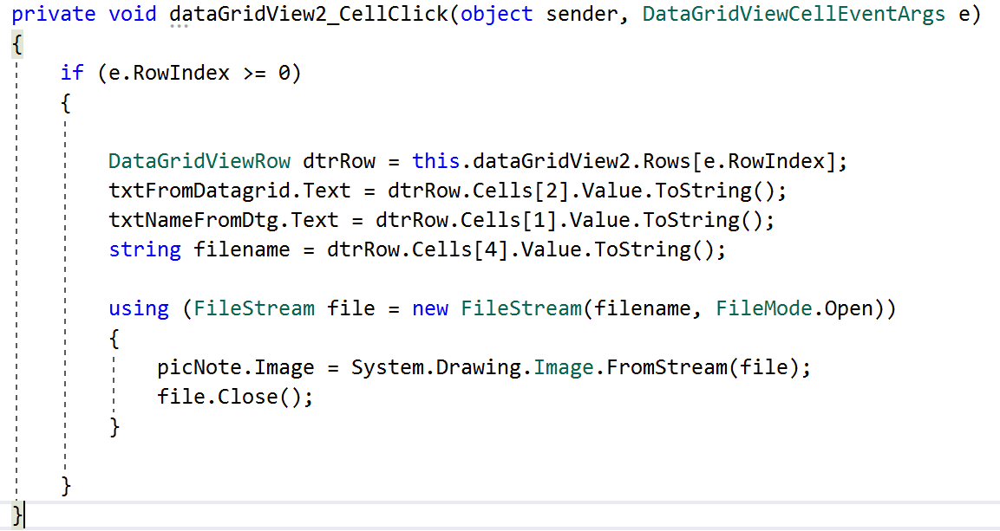 private void dataGridView2_CellClick(object sender, DataGridViewCellEventArgs e)
{
if (e.RowIndex >= 0)
{
DataGridViewRow dtrRow = this.dataGridView2.Rows[e.RowIndex];
txtFromDatagrid.Text = dtrRow.Cells[2].Value.ToString();
txtNameFromDtg.Text = dtrRow.Cells[1].Value.ToString();
string filename = dtrRow.Cells[4].Value.ToString();
using (FileStream file = new FileStream(filename, FileMode.Open))
{
picNote.Image = System.Drawing.Image.FromStream(file);
file.Close();
}
}
}